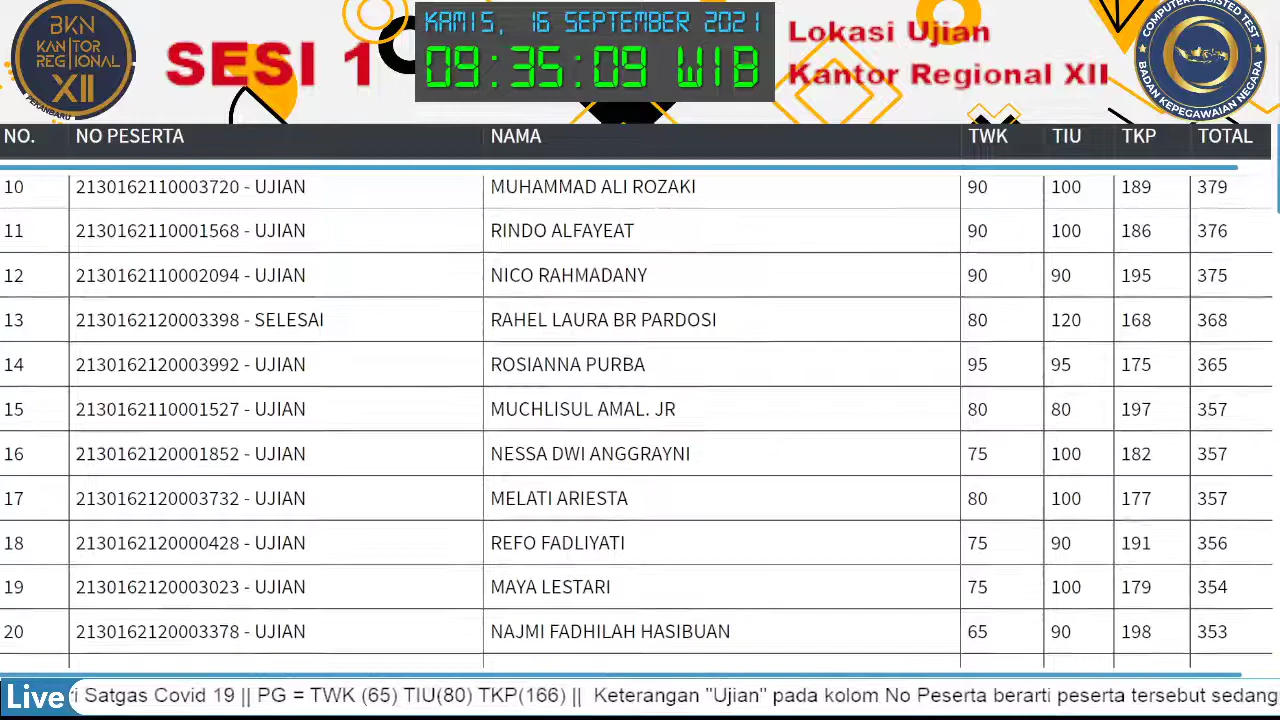 BKN
KANTOR
REGIONAL
XII
PEKANBARU
SESI 1
KAMIS, 16 SEPTEMBER 2021
09:35:09 WIB
Lokasi Ujian
Kantor Regional XII
COMPUTER ASSISTED TEST
BADAN KEPEGAWAIAN NEGARA
NO. NO PESERTA NAMA TWK TIU TKP TOTAL
10 2130162110003720 - UJIAN MUHAMMAD ALI ROZAKI 90 100 189 379
11 2130162110001568 - UJIAN RINDO ALFAYEAT 90 100 186 376
12 2130162110002094 - UJIAN NICO RAHMADANY 90 90 195 375
13 2130162120003398 - SELESAI RAHEL LAURA BR PARDOSI 80 120 168 368
14 2130162120003992 - UJIAN ROSIANNA PURBA 95 95 175 365
15 2130162110001527 - UJIAN MUCHLISUL AMAL. JR 80 80 197 357
16 2130162120001852 - UJIAN NESSA DWI ANGGRAYNI 75 100 182 357
17 2130162120003732 - UJIAN MELATI ARIESTA 80 100 177 357
18 2130162120000428 - UJIAN REFO FADLIYATI 75 90 191 356
19 2130162120003023 - UJIAN MAYA LESTARI 75 100 179 354
20 2130162120003378 - UJIAN NAJMI FADHILAH HASIBUAN 65 90 198 353
Live ri Satgas Covid 19 || PG = TWK (65) TIU(80) TKP(166) || Keterangan "Ujian" pada kolom No Peserta berarti peserta tersebut sedang